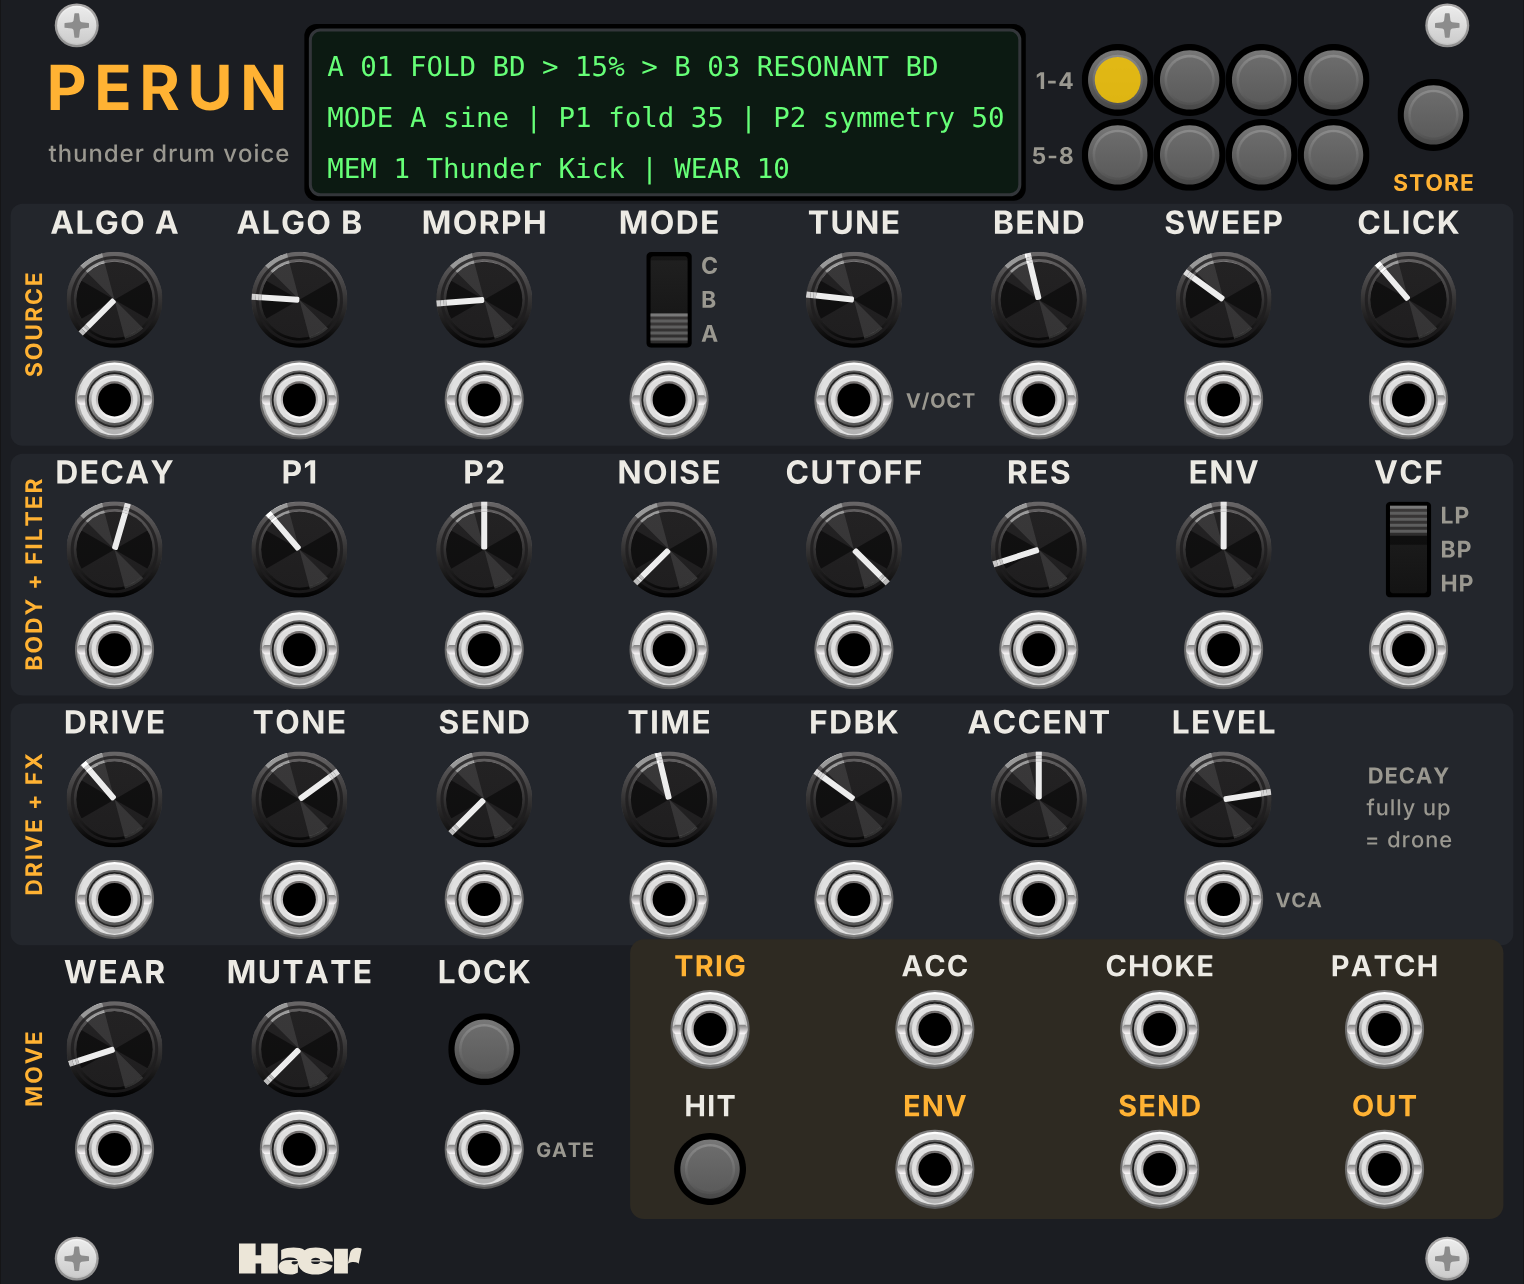 PERUN
thunder drum voice
A 01 FOLD BD > 15% > B 03 RESONANT BD
MODE A sine | P1 fold 35 | P2 symmetry 50
MEM 1 Thunder Kick | WEAR 10
1-4
5-8
STORE
SOURCE
ALGO A ALGO B MORPH MODE TUNE BEND SWEEP CLICK
C
B
A
V/OCT
BODY + FILTER
DECAY P1 P2 NOISE CUTOFF RES ENV VCF
LP
BP
HP
DRIVE + FX
DRIVE TONE SEND TIME FDBK ACCENT LEVEL
DECAY
fully up
= drone
VCA
MOVE
WEAR MUTATE LOCK
GATE
TRIG ACC CHOKE PATCH
HIT ENV SEND OUT
Hær